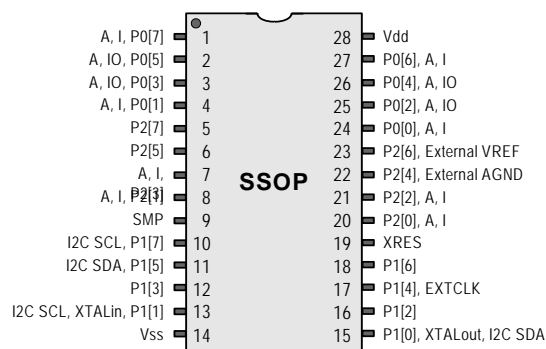 A, I, P0[7] 1 28 Vdd
A, IO, P0[5] 2 27 P0[6], A, I
A, IO, P0[3] 3 26 P0[4], A, IO
A, I, P0[1] 4 25 P0[2], A, IO
P2[7] 5 24 P0[0], A, I
P2[5] 6 23 P2[6], External VREF
A, I, P2[3] 7 SSOP 22 P2[4], External AGND
A, I, P2[1] 8 21 P2[2], A, I
SMP 9 20 P2[0], A, I
I2C SCL, P1[7] 10 19 XRES
I2C SDA, P1[5] 11 18 P1[6]
P1[3] 12 17 P1[4], EXTCLK
I2C SCL, XTALin, P1[1] 13 16 P1[2]
Vss 14 15 P1[0], XTALout, I2C SDA